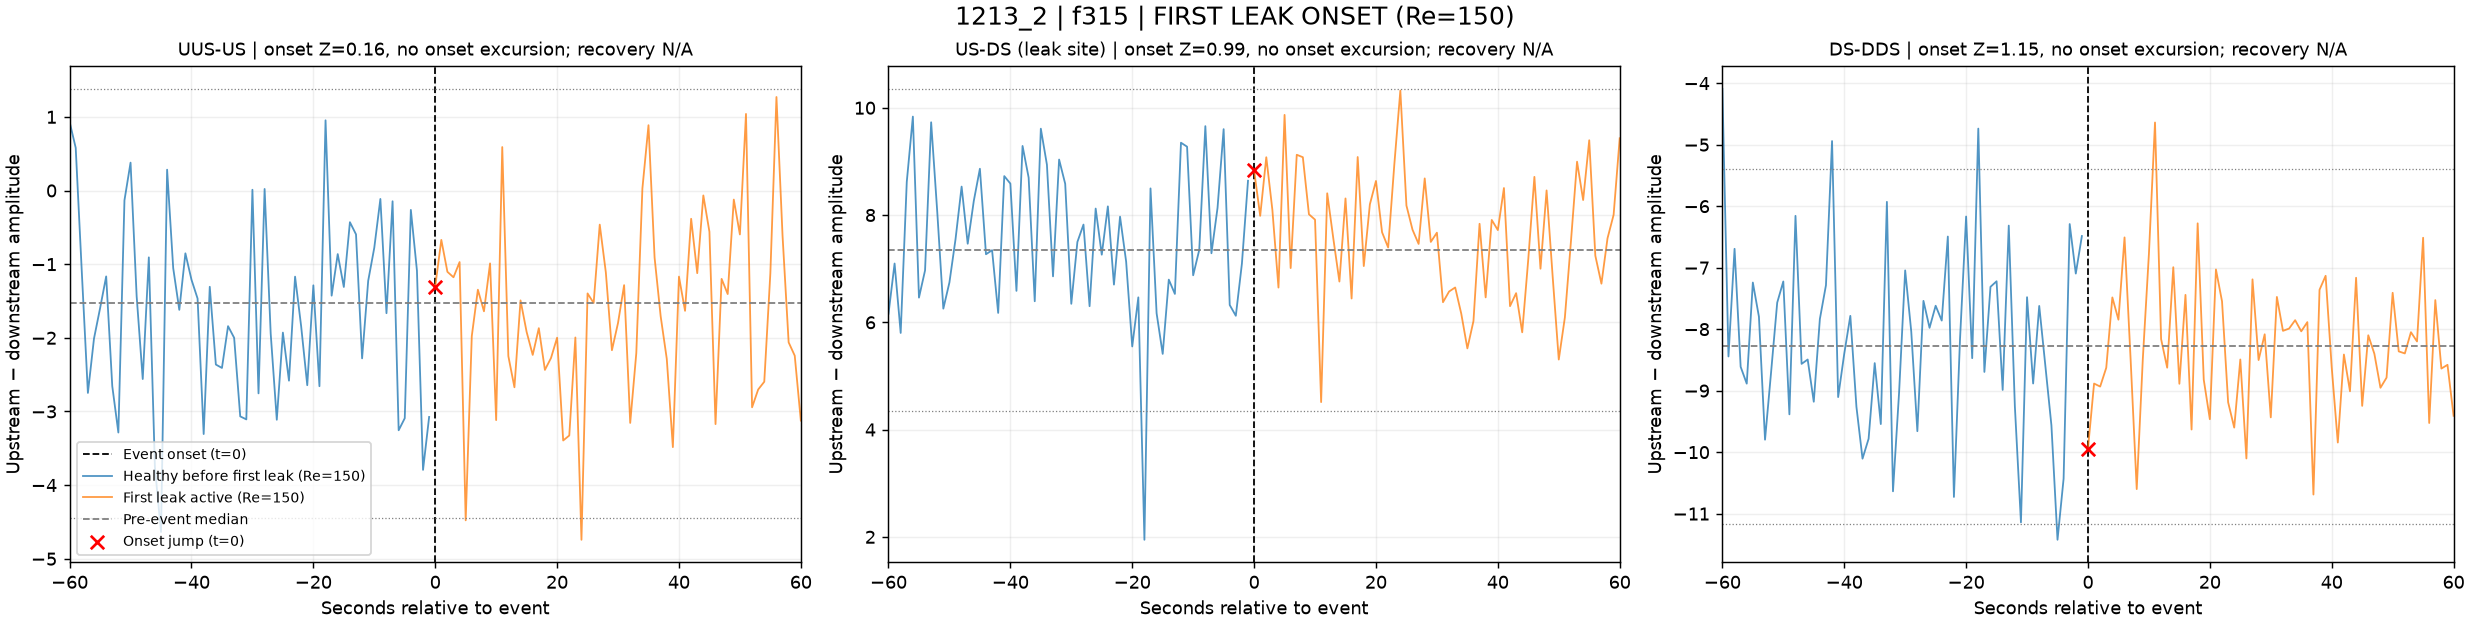 1213_2 | f315 | FIRST LEAK ONSET (Re=150)
UUS-US | onset Z=0.16, no onset excursion; recovery N/A
Upstream − downstream amplitude
1
0
−1
−2
−3
−4
−5
Event onset (t=0)
Healthy before first leak (Re=150)
First leak active (Re=150)
Pre-event median
Onset jump (t=0)
−60
−40
−20
0
20
40
60
Seconds relative to event
US-DS (leak site) | onset Z=0.99, no onset excursion; recovery N/A
Upstream − downstream amplitude
10
8
6
4
2
−60
−40
−20
0
20
40
60
Seconds relative to event
DS-DDS | onset Z=1.15, no onset excursion; recovery N/A
Upstream − downstream amplitude
−4
−5
−6
−7
−8
−9
−10
−11
−60
−40
−20
0
20
40
60
Seconds relative to event